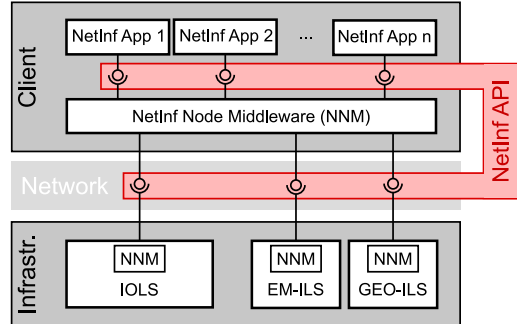 Client
NetInf App 1
NetInf App 2
...
NetInf App n
NetInf Node Middleware (NNM)
NetInf API
Network
Infrastr.
NNM
IOLS
NNM
EM-ILS
NNM
GEO-ILS